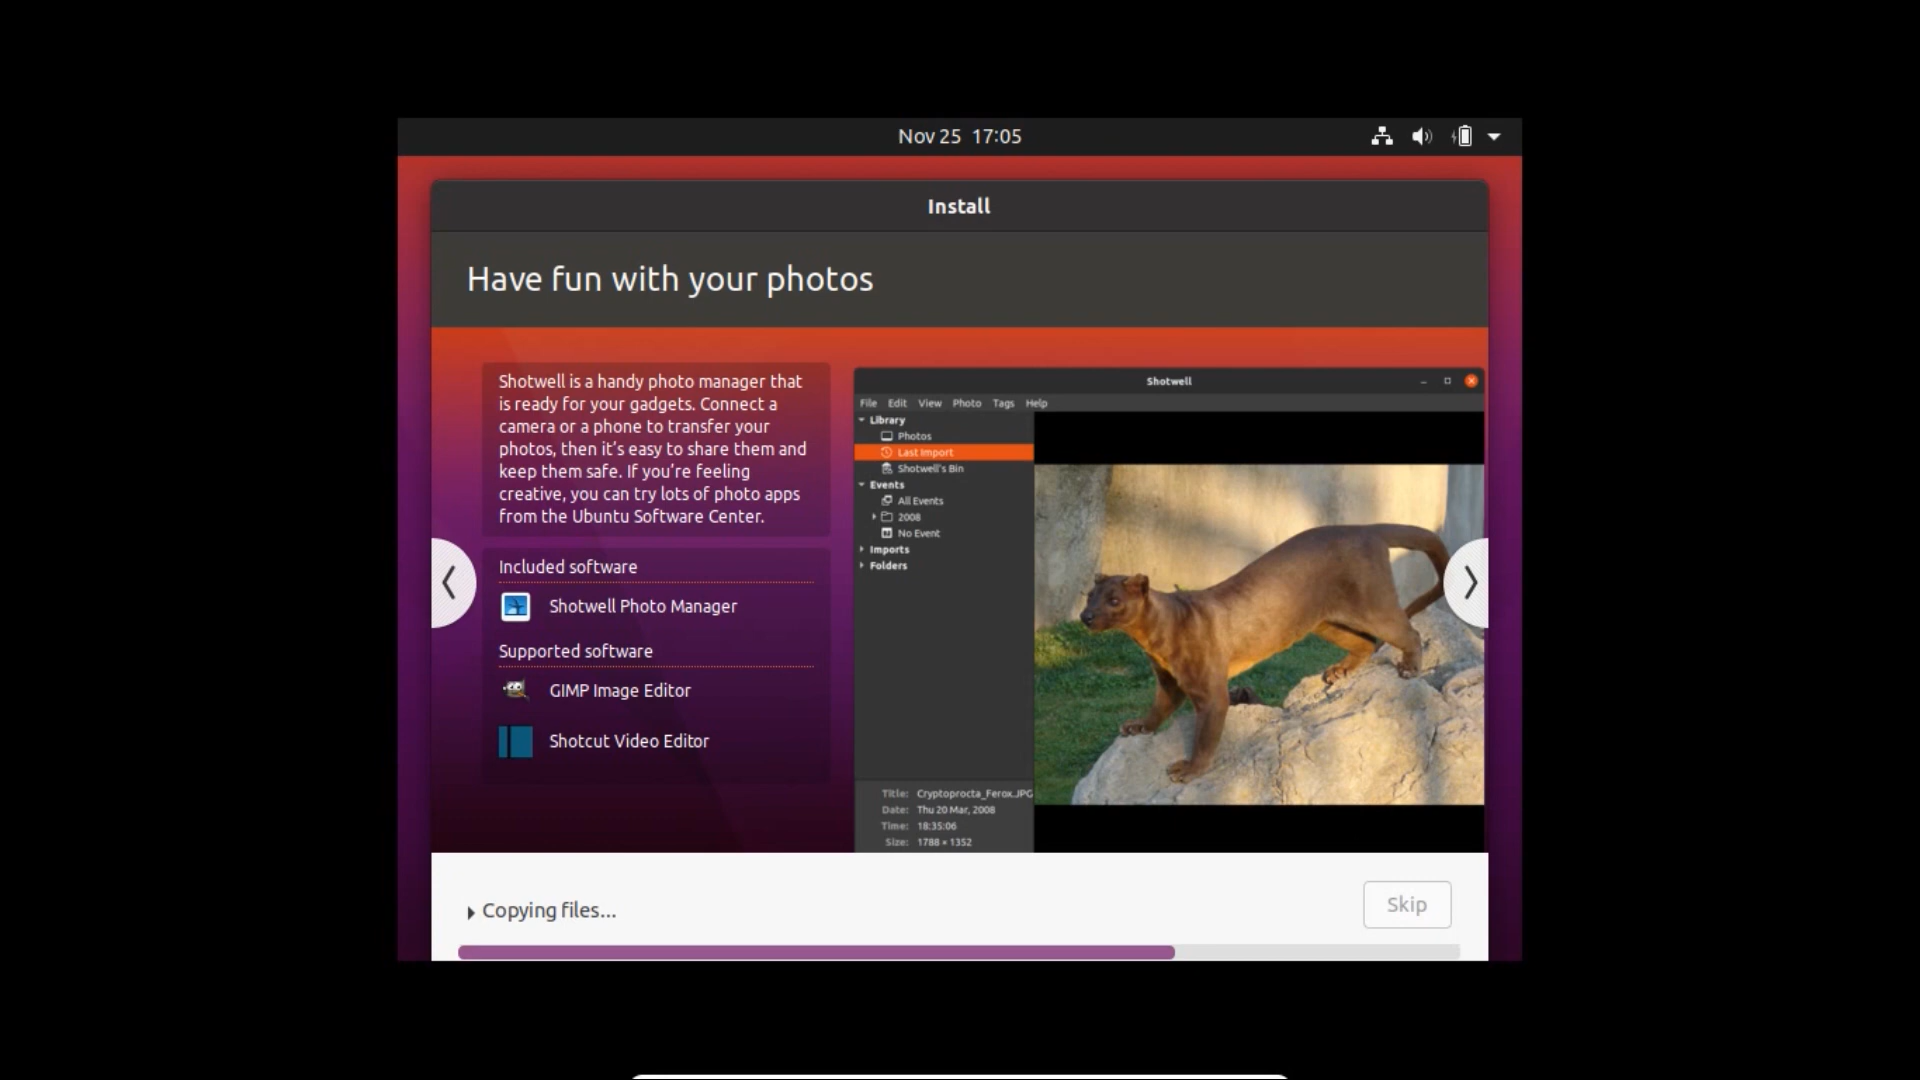 Nov 25 17:05
Install
Have fun with your photos
Shotwell is a handy photo manager that
is ready for your gadgets. Connect a
camera or a phone to transfer your
photos, then it's easy to share them and
keep them safe. If you're feeling
creative, you can try lots of photo apps
from the Ubuntu Software Center.
Included software
Shotwell Photo Manager
Supported software
GIMP Image Editor
Shotcut Video Editor
Shotwell
File Edit View Photo Tags Help
Library
Photos
Last Import
Shotwell's Bin
Events
All Events
2008
No Event
Imports
Folders
Title: Cryptoprocta_Ferox.JPG
Date: Thu 20 Mar, 2008
Time: 18:35:06
Size: 1788 × 1352
Copying files...
Skip